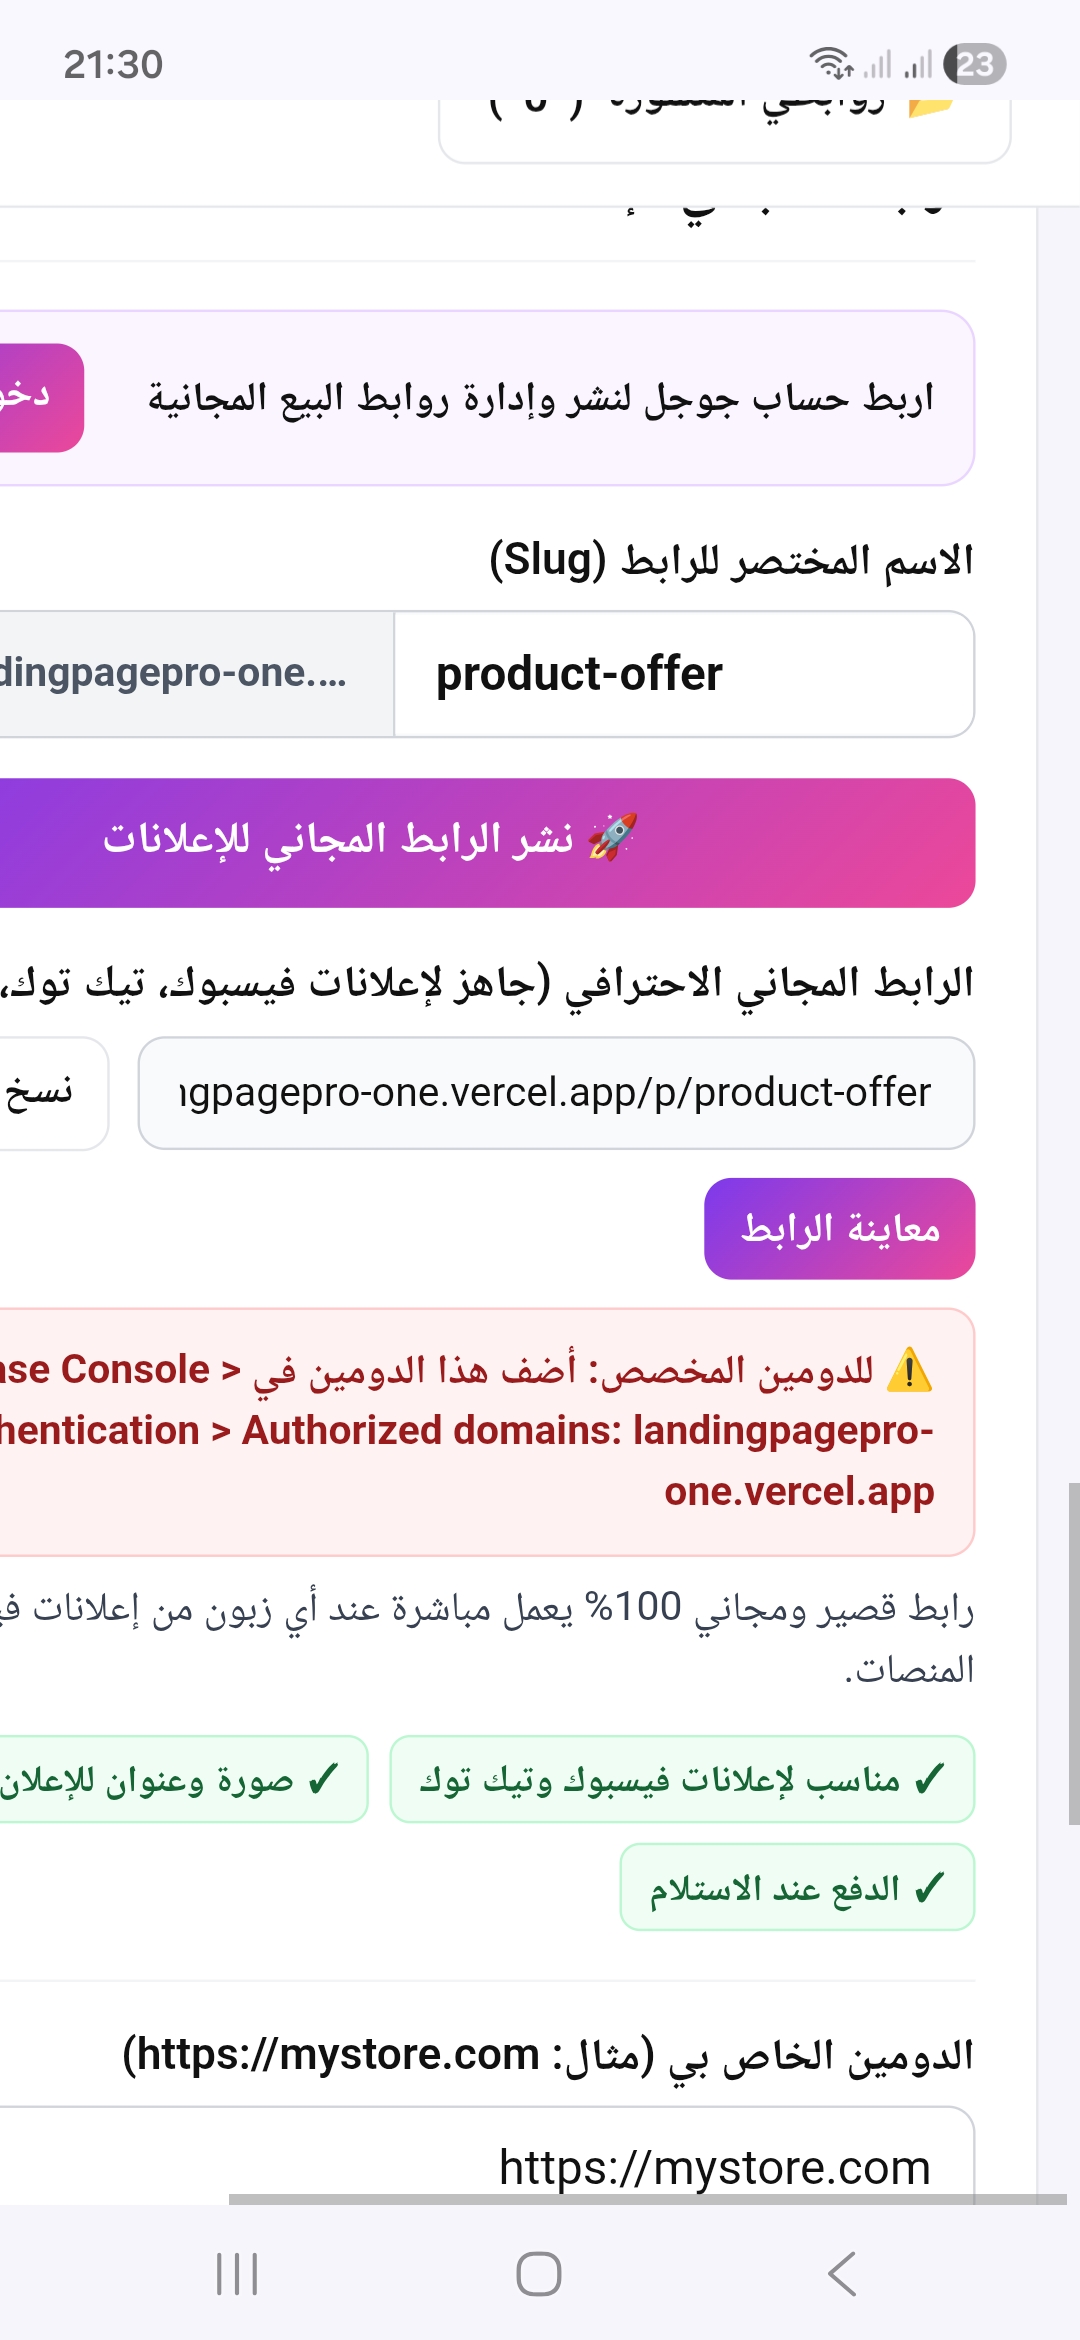 21:30
23
اربط حساب جوجل لنشر وإدارة روابط البيع المجانية
الاسم المختصر للرابط (Slug)
product-offer
dingpagepro-one....
🚀 نشر الرابط المجاني للإعلانات
الرابط المجاني الاحترافي (جاهز لإعلانات فيسبوك، تيك توك،
gpagepro-one.vercel.app/p/product-offer
نسخ
معاينة الرابط
⚠️ للدومين المخصص: أضف هذا الدومين في < Console
Authorized domains: landingpagepro- <
one.vercel.app
رابط قصير ومجاني 100% يعمل مباشرة عند أي زبون من إعلانات
المنصات.
✓ مناسب لإعلانات فيسبوك وتيك توك
✓ صورة وعنوان للإعلان
✓ الدفع عند الاستلام
الدومين الخاص بي (مثال: https://mystore.com)
https://mystore.com